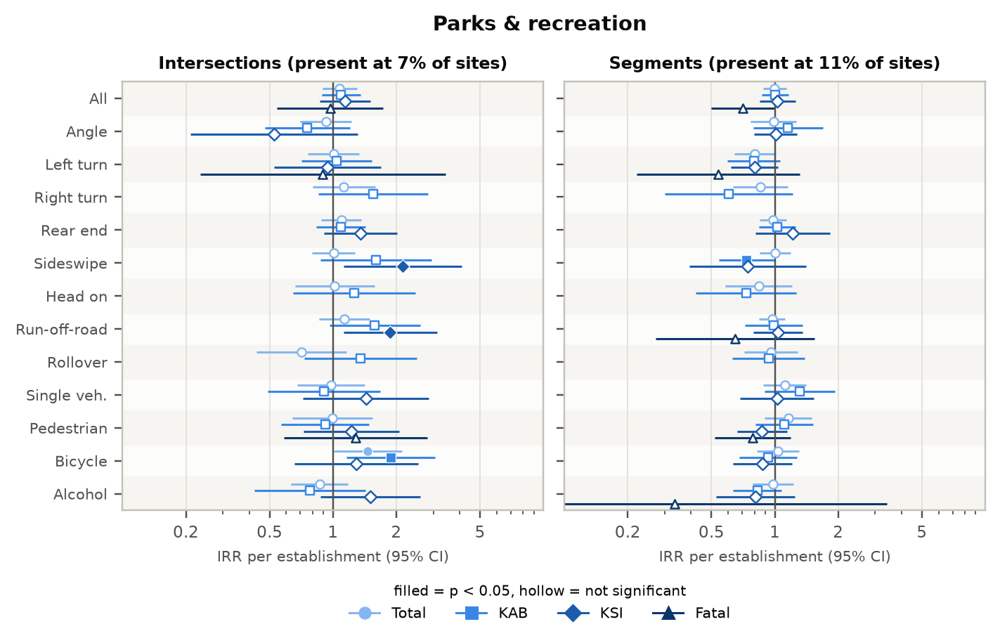 Parks & recreation
Intersections (present at 7% of sites)
Segments (present at 11% of sites)
All
Angle
Left turn
Right turn
Rear end
Sideswipe
Head on
Run-off-road
Rollover
Single veh.
Pedestrian
Bicycle
Alcohol
0.2 0.5 1 2 5
0.2 0.5 1 2 5
IRR per establishment (95% CI)
IRR per establishment (95% CI)
filled = p < 0.05, hollow = not significant
Total KAB KSI Fatal